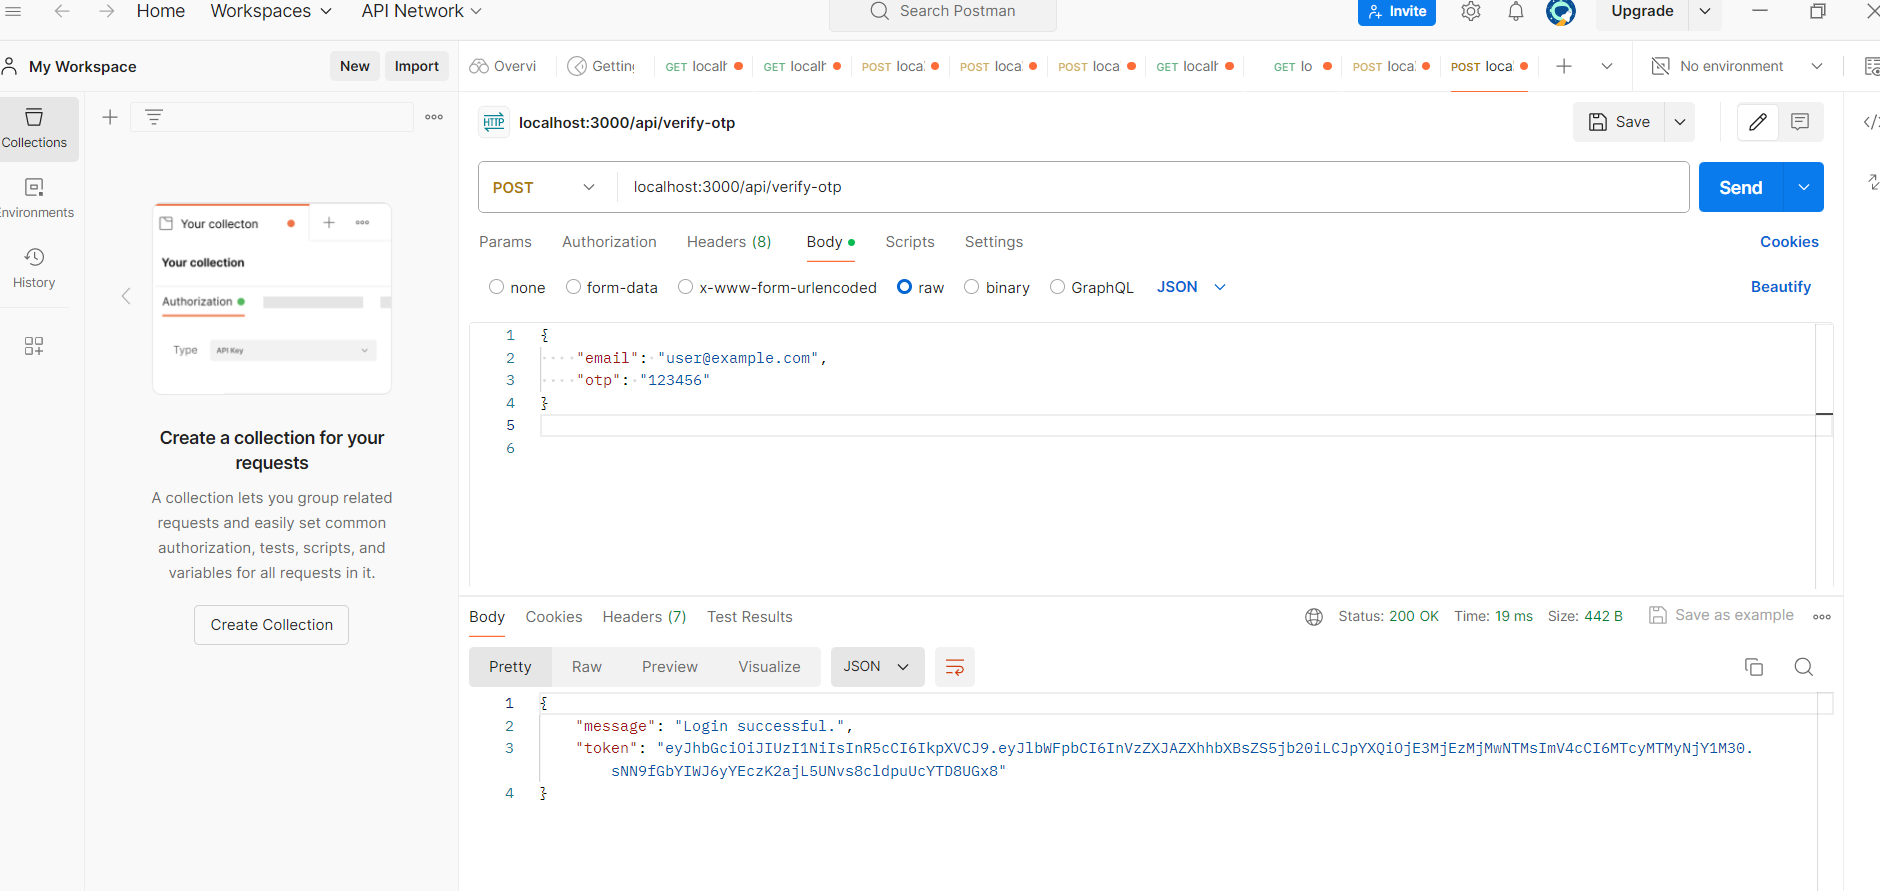 Home Workspaces API Network Search Postman Invite Upgrade
My Workspace New Import Overvi Getting GET localh GET localh POST local POST loca POST loca GET localh GET lo POST local POST local No environment
Collections
Environments
History
Your collecton
Your collection
Authorization
Type API Key
Create a collection for your
requests
A collection lets you group related
requests and easily set common
authorization, tests, scripts, and
variables for all requests in it.
Create Collection
HTTP localhost:3000/api/verify-otp Save
POST localhost:3000/api/verify-otp Send
Params Authorization Headers (8) Body Scripts Settings Cookies
none form-data x-www-form-urlencoded raw binary GraphQL JSON Beautify
1 {
2 "email": "user@example.com",
3 "otp": "123456"
4 }
5
6
Body Cookies Headers (7) Test Results Status: 200 OK Time: 19 ms Size: 442 B Save as example
Pretty Raw Preview Visualize JSON
1 {
2 "message": "Login successful.",
3 "token": "eyJhbGciOiJIUzI1NiIsInR5cCI6IkpXVCJ9.eyJlbWFpbCI6InVzZXJAZXhhbXBsZS5jb20iLCJpYXQiOjE3MjEzMjMwNTMsImV4cCI6MTcyMTMyNjY1M30.
sNN9fGbYIWJ6yYEczK2ajL5UNvs8cldpuUcYTD8UGx8"
4 }